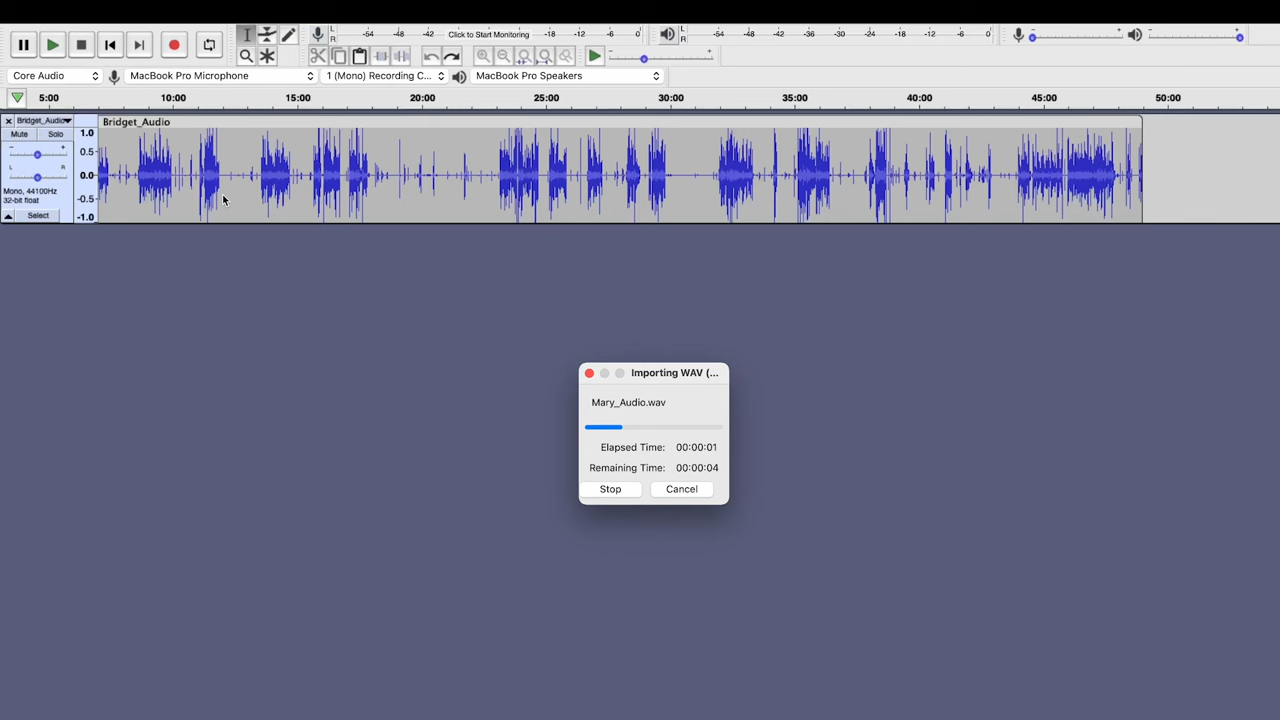 L
R
-54 -48 -42 Click to Start Monitoring -18 -12 -6 0
L
R
-54 -48 -42 -36 -30 -24 -18 -12 -6 0
- +
- +
- +
Core Audio MacBook Pro Microphone 1 (Mono) Recording C... MacBook Pro Speakers
5:00 10:00 15:00 20:00 25:00 30:00 35:00 40:00 45:00 50:00
Bridget_Audio
Bridget_Audio
Mute Solo
- +
L R
Mono, 44100Hz
32-bit float
Select
1.0
0.5
0.0
-0.5
-1.0
Importing WAV (...
Mary_Audio.wav
Elapsed Time: 00:00:01
Remaining Time: 00:00:04
Stop Cancel